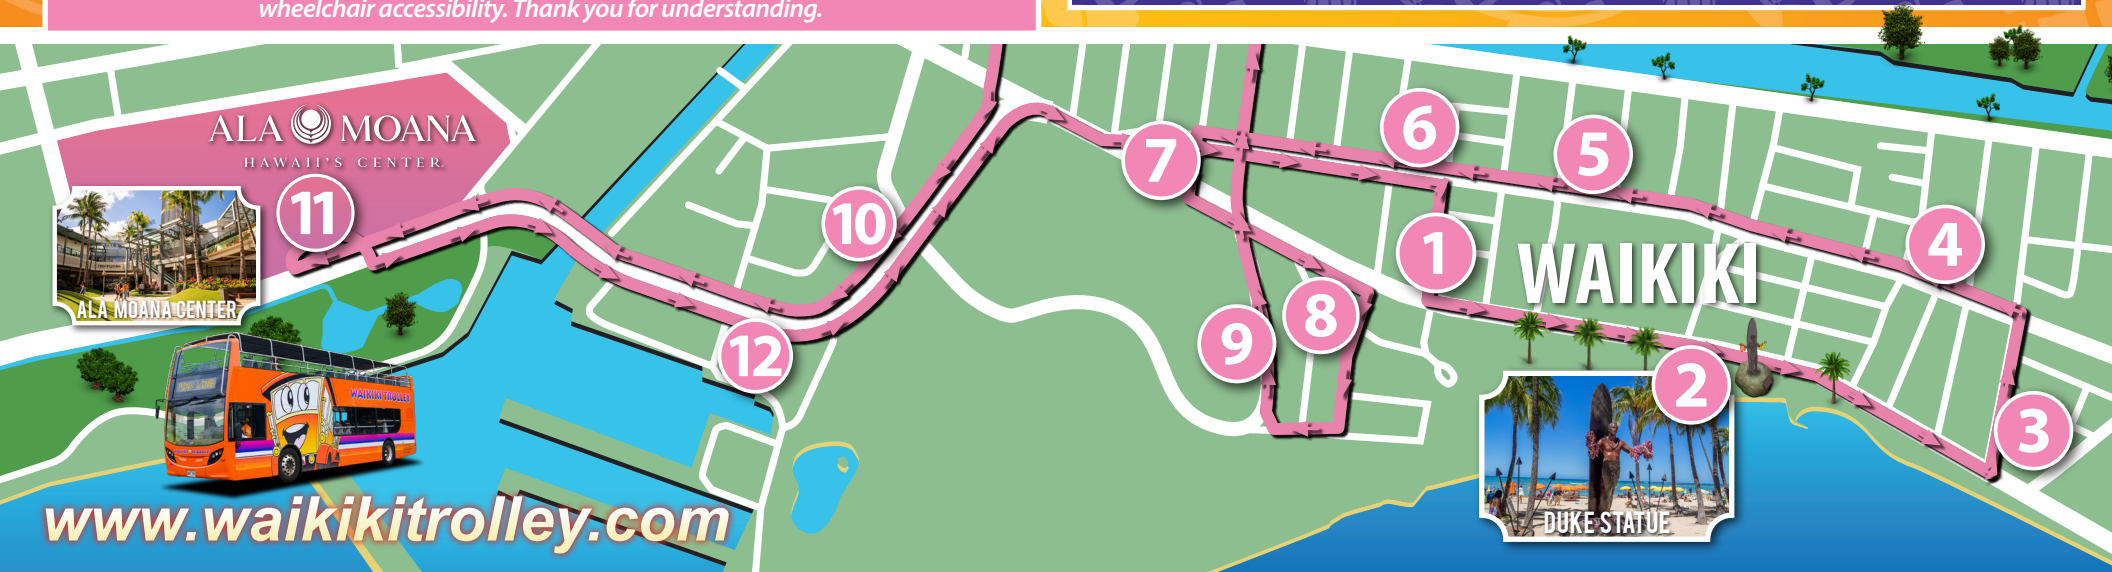 wheelchair accessibility. Thank you for understanding.
ALA MOANA
HAWAII'S CENTER.
11
ALA MOANA CENTER
10
12
7
6
5
4
1
WAIKIKI
9
8
2
3
DUKE STATUE
WAIKIKI TROLLEY
www.waikikitrolley.com